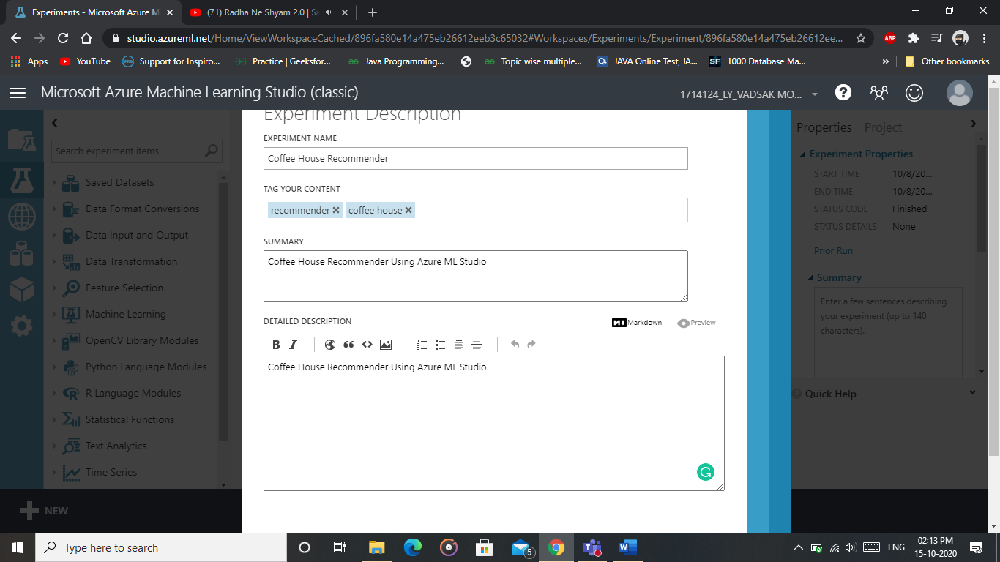 Experiments - Microsoft Azure M
(71) Radha Ne Shyam 2.0 | Sa
studio.azureml.net/Home/ViewWorkspaceCached/896fa580e14a475eb26612eeb3c65032#Workspaces/Experiments/Experiment/896fa580e14a475eb26612ee...
ABP
Apps
YouTube
Support for Inspiro...
Practice | Geeksfor...
Java Programming...
Topic wise multiple...
JAVA Online Test, JA...
SF
1000 Database Ma...
»
Other bookmarks
Microsoft Azure Machine Learning Studio (classic)
1714124_LY_VADSAK MO...
Search experiment items
Saved Datasets
Data Format Conversions
Data Input and Output
Data Transformation
Feature Selection
Machine Learning
OpenCV Library Modules
Python Language Modules
R Language Modules
Statistical Functions
Text Analytics
Time Series
Experiment Description
EXPERIMENT NAME
Coffee House Recommender
TAG YOUR CONTENT
recommender
coffee house
SUMMARY
Coffee House Recommender Using Azure ML Studio
DETAILED DESCRIPTION
Markdown
Preview
B I
Coffee House Recommender Using Azure ML Studio
Properties Project
Experiment Properties
START TIME 10/8/20...
END TIME 10/8/20...
STATUS CODE Finished
STATUS DETAILS None
Prior Run
Summary
Enter a few sentences describing
your experiment (up to 140
characters).
Quick Help
NEW
Type here to search
5
ENG
02:13 PM
15-10-2020